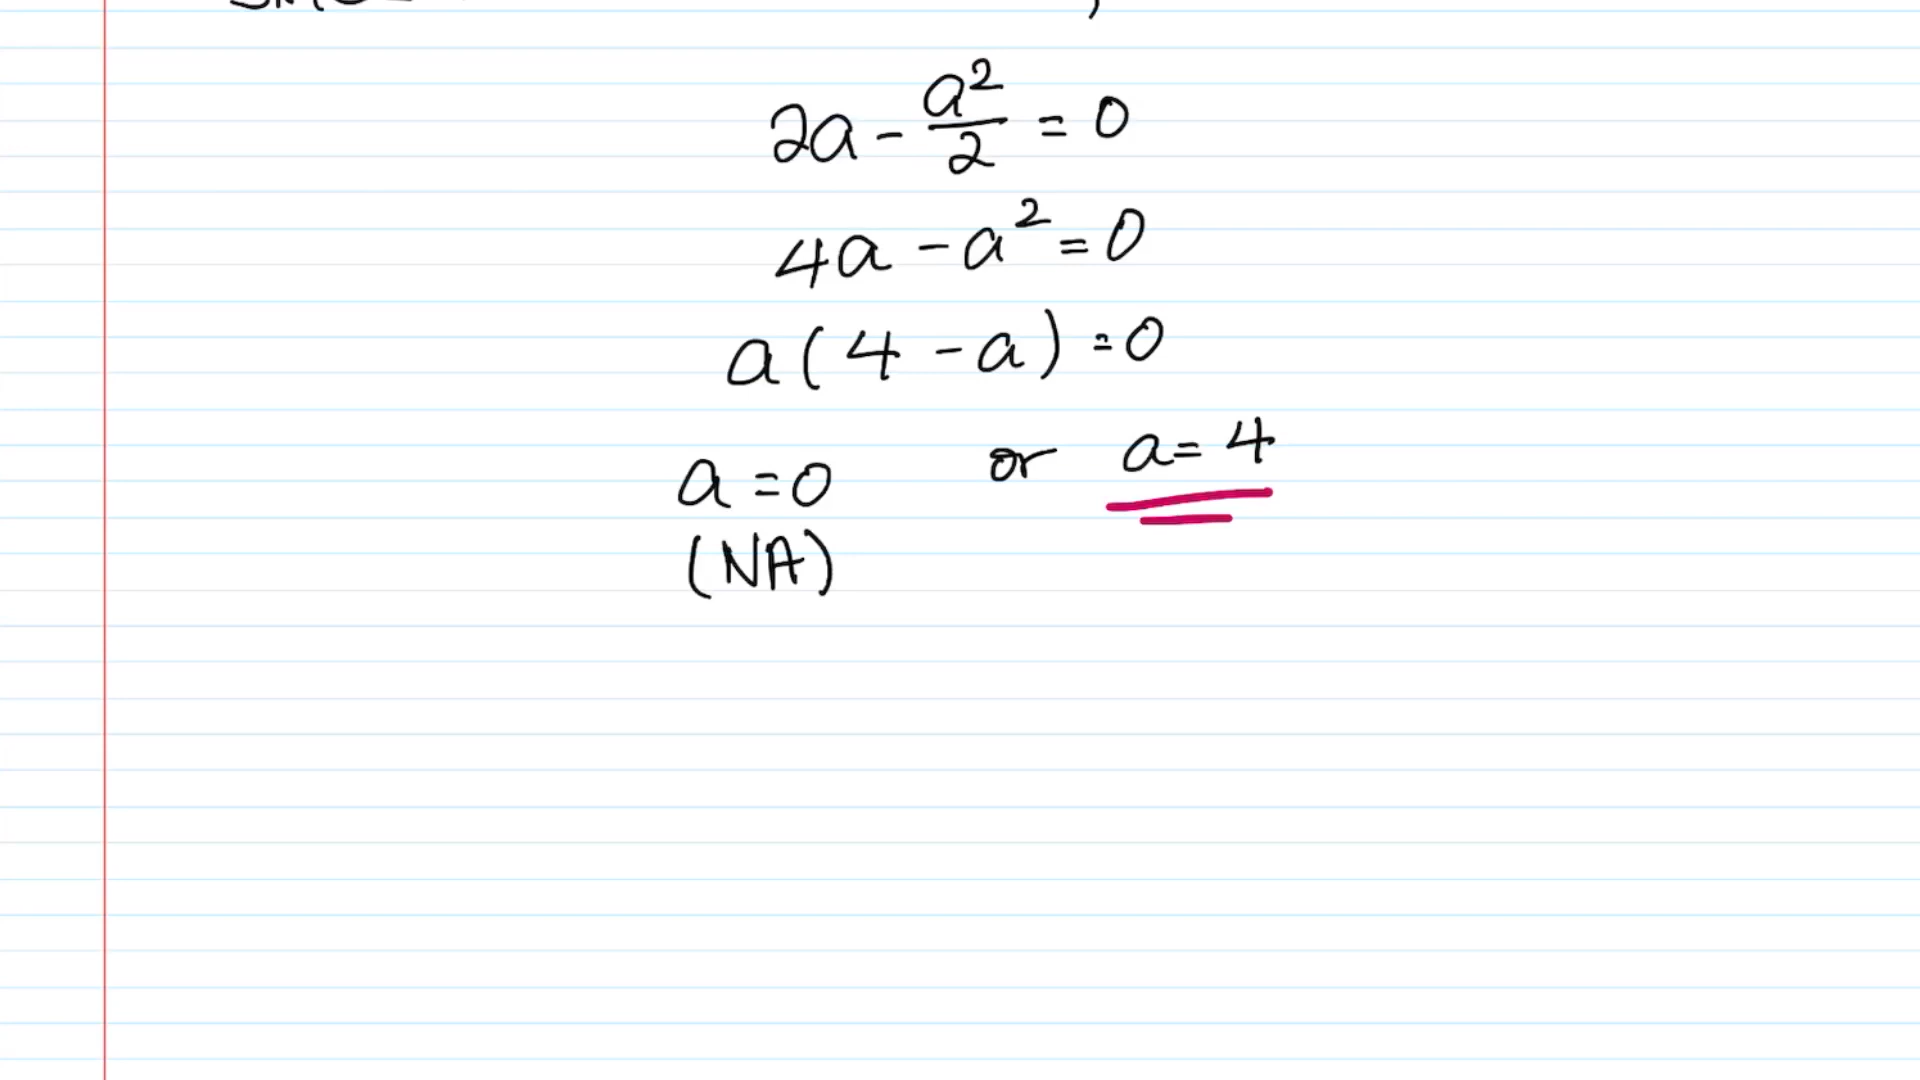 2a - a²/2 = 0
4a - a² = 0
a(4 - a) = 0
a = 0 or a = 4
(NA)